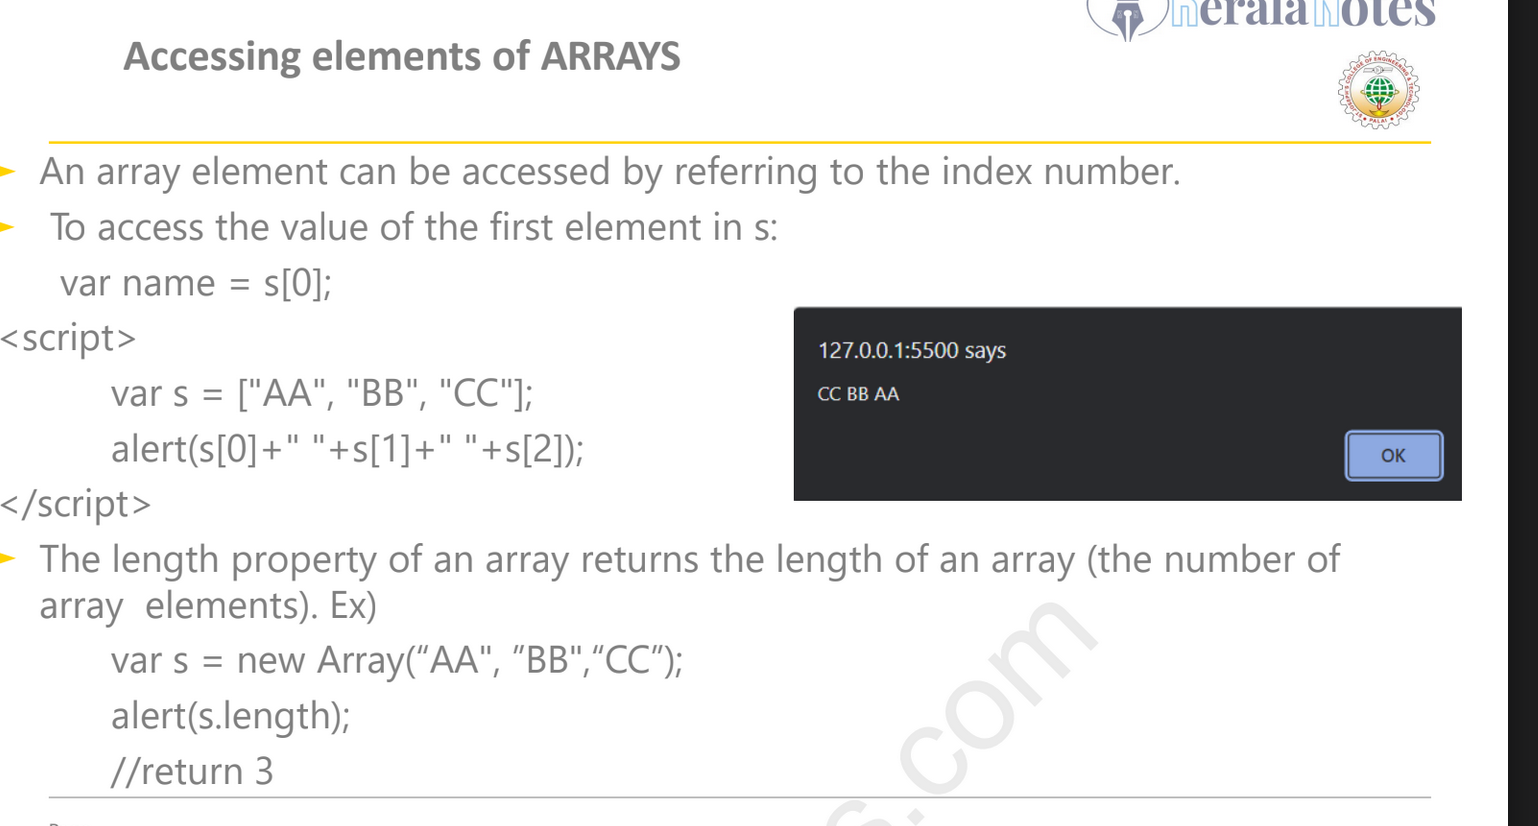 Kerala Notes
Accessing elements of ARRAYS
An array element can be accessed by referring to the index number.
To access the value of the first element in s:
var name = s[0];
<script>
var s = ["AA", "BB", "CC"];
alert(s[0]+" "+s[1]+" "+s[2]);
</script>
127.0.0.1:5500 says
CC BB AA
OK
The length property of an array returns the length of an array (the number of
array  elements). Ex)
var s = new Array(“AA", ”BB",“CC”);
alert(s.length);
//return 3
s.com